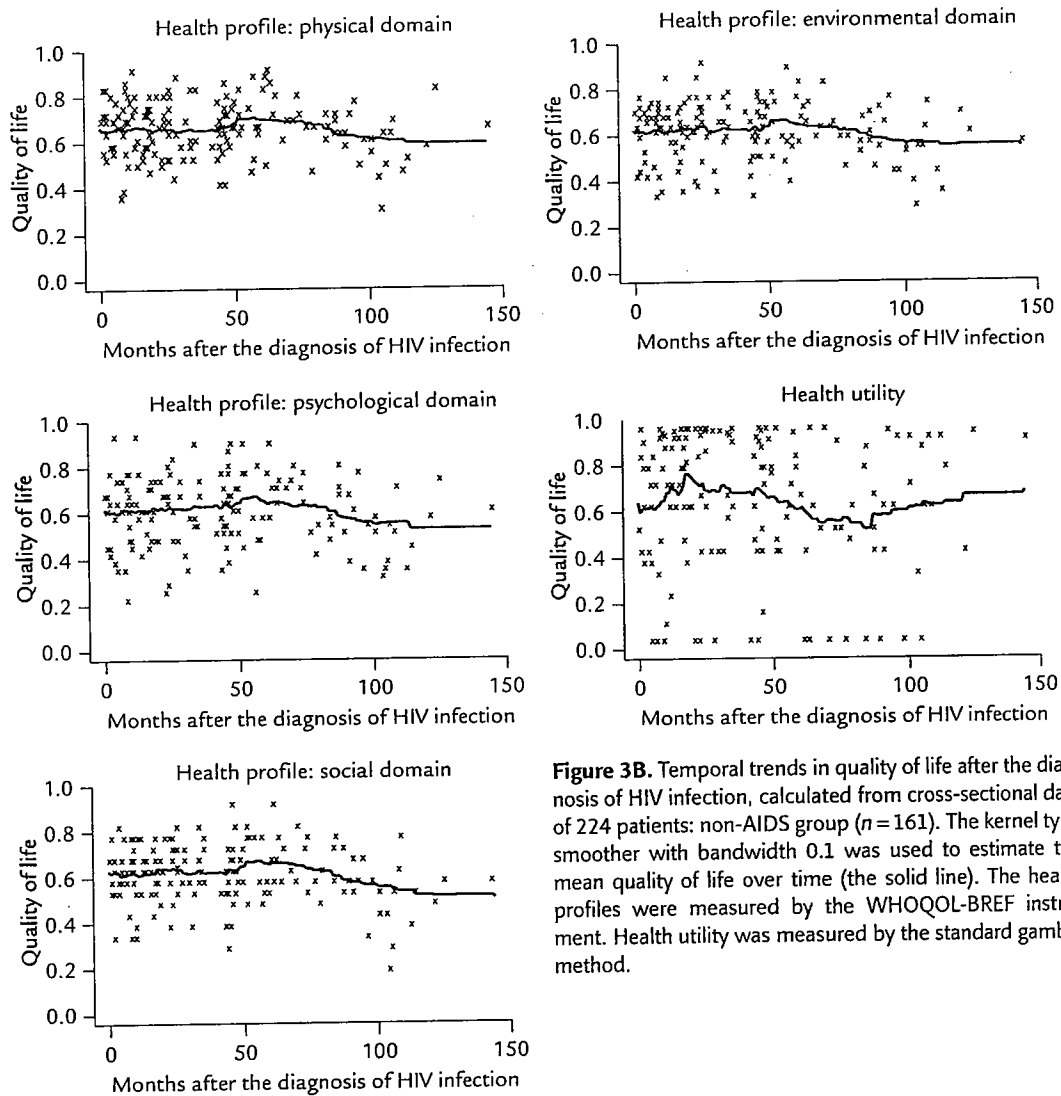 Health profile: physical domain
1.0
0.8
0.6
0.4
0.2
0.0
Quality of life
0 50 100 150
Months after the diagnosis of HIV infection
Health profile: environmental domain
1.0
0.8
0.6
0.4
0.2
0.0
Quality of life
0 50 100 150
Months after the diagnosis of HIV infection
Health profile: psychological domain
1.0
0.8
0.6
0.4
0.2
0.0
Quality of life
0 50 100 150
Months after the diagnosis of HIV infection
Health utility
1.0
0.8
0.6
0.4
0.2
0.0
Quality of life
0 50 100 150
Months after the diagnosis of HIV infection
Health profile: social domain
1.0
0.8
0.6
0.4
0.2
0.0
Quality of life
0 50 100 150
Months after the diagnosis of HIV infection
Figure 3B. Temporal trends in quality of life after the dia
nosis of HIV infection, calculated from cross-sectional da
of 224 patients: non-AIDS group (n = 161). The kernel ty
smoother with bandwidth 0.1 was used to estimate t
mean quality of life over time (the solid line). The hea
profiles were measured by the WHOQOL-BREF instr
ment. Health utility was measured by the standard gamb
method.